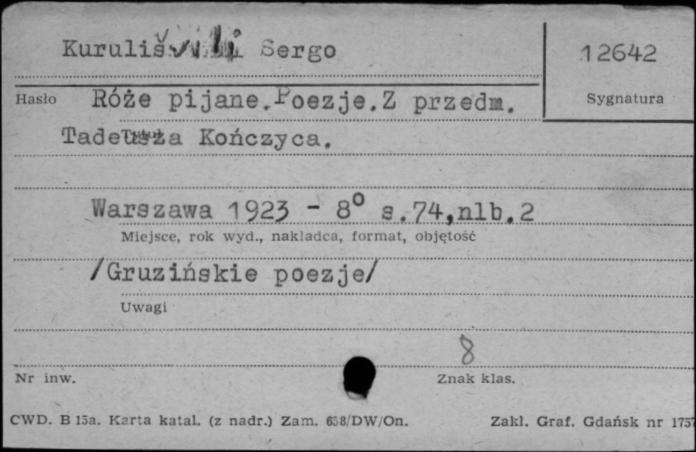 Kurulišvili Sergo
12642
Hasło Róże pijane.Poezje.Z przedm.
Sygnatura
Tadeusza Kończyca.
Warszawa 1923 - 8° s.74,nlb.2
Miejsce, rok wyd., nakładca, format, objętość
/Gruzińskie poezje/
Uwagi
8
Nr inw.
Znak klas.
CWD. B 15a. Karta katal. (z nadr.) Zam. 658/DW/On.
Zakł. Graf. Gdańsk nr